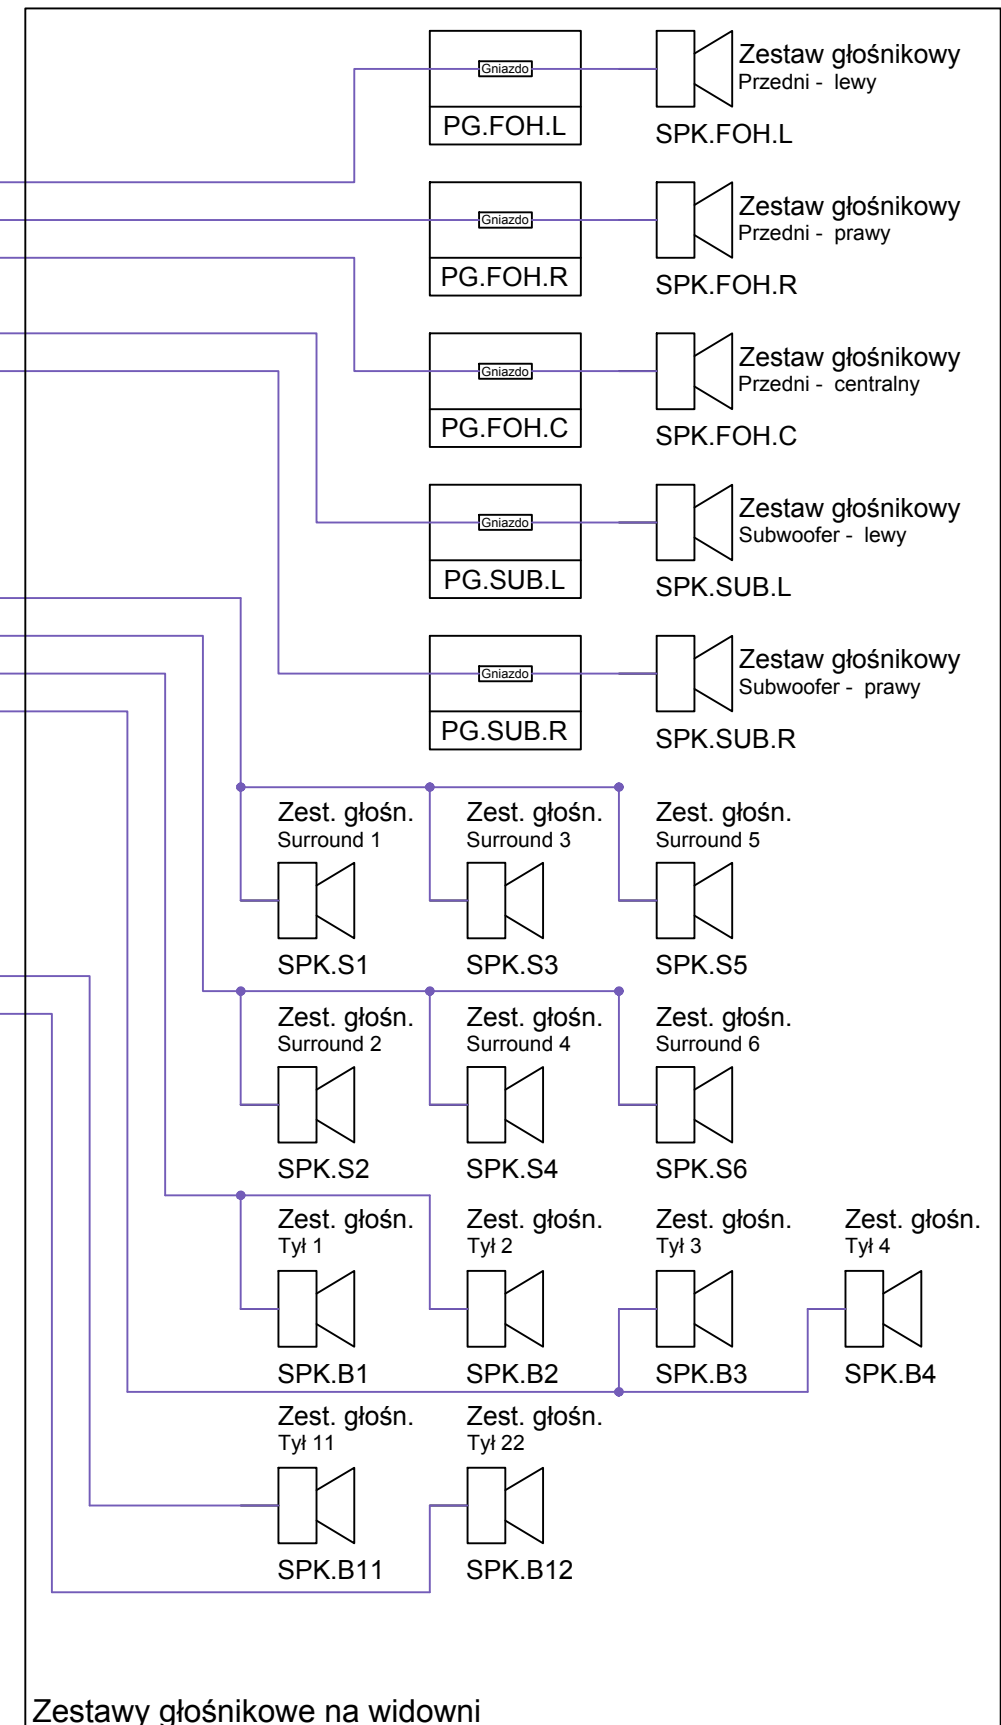 Gniazdo
PG.FOH.L
Zestaw głośnikowy
Przedni - lewy
SPK.FOH.L
Gniazdo
PG.FOH.R
Zestaw głośnikowy
Przedni - prawy
SPK.FOH.R
Gniazdo
PG.FOH.C
Zestaw głośnikowy
Przedni - centralny
SPK.FOH.C
Gniazdo
PG.SUB.L
Zestaw głośnikowy
Subwoofer - lewy
SPK.SUB.L
Gniazdo
PG.SUB.R
Zestaw głośnikowy
Subwoofer - prawy
SPK.SUB.R
Zest. głośn.
Surround 1
SPK.S1
Zest. głośn.
Surround 3
SPK.S3
Zest. głośn.
Surround 5
SPK.S5
Zest. głośn.
Surround 2
SPK.S2
Zest. głośn.
Surround 4
SPK.S4
Zest. głośn.
Surround 6
SPK.S6
Zest. głośn.
Tył 1
SPK.B1
Zest. głośn.
Tył 2
SPK.B2
Zest. głośn.
Tył 3
SPK.B3
Zest. głośn.
Tył 4
SPK.B4
Zest. głośn.
Tył 11
SPK.B11
Zest. głośn.
Tył 22
SPK.B12
Zestawy głośnikowe na widowni